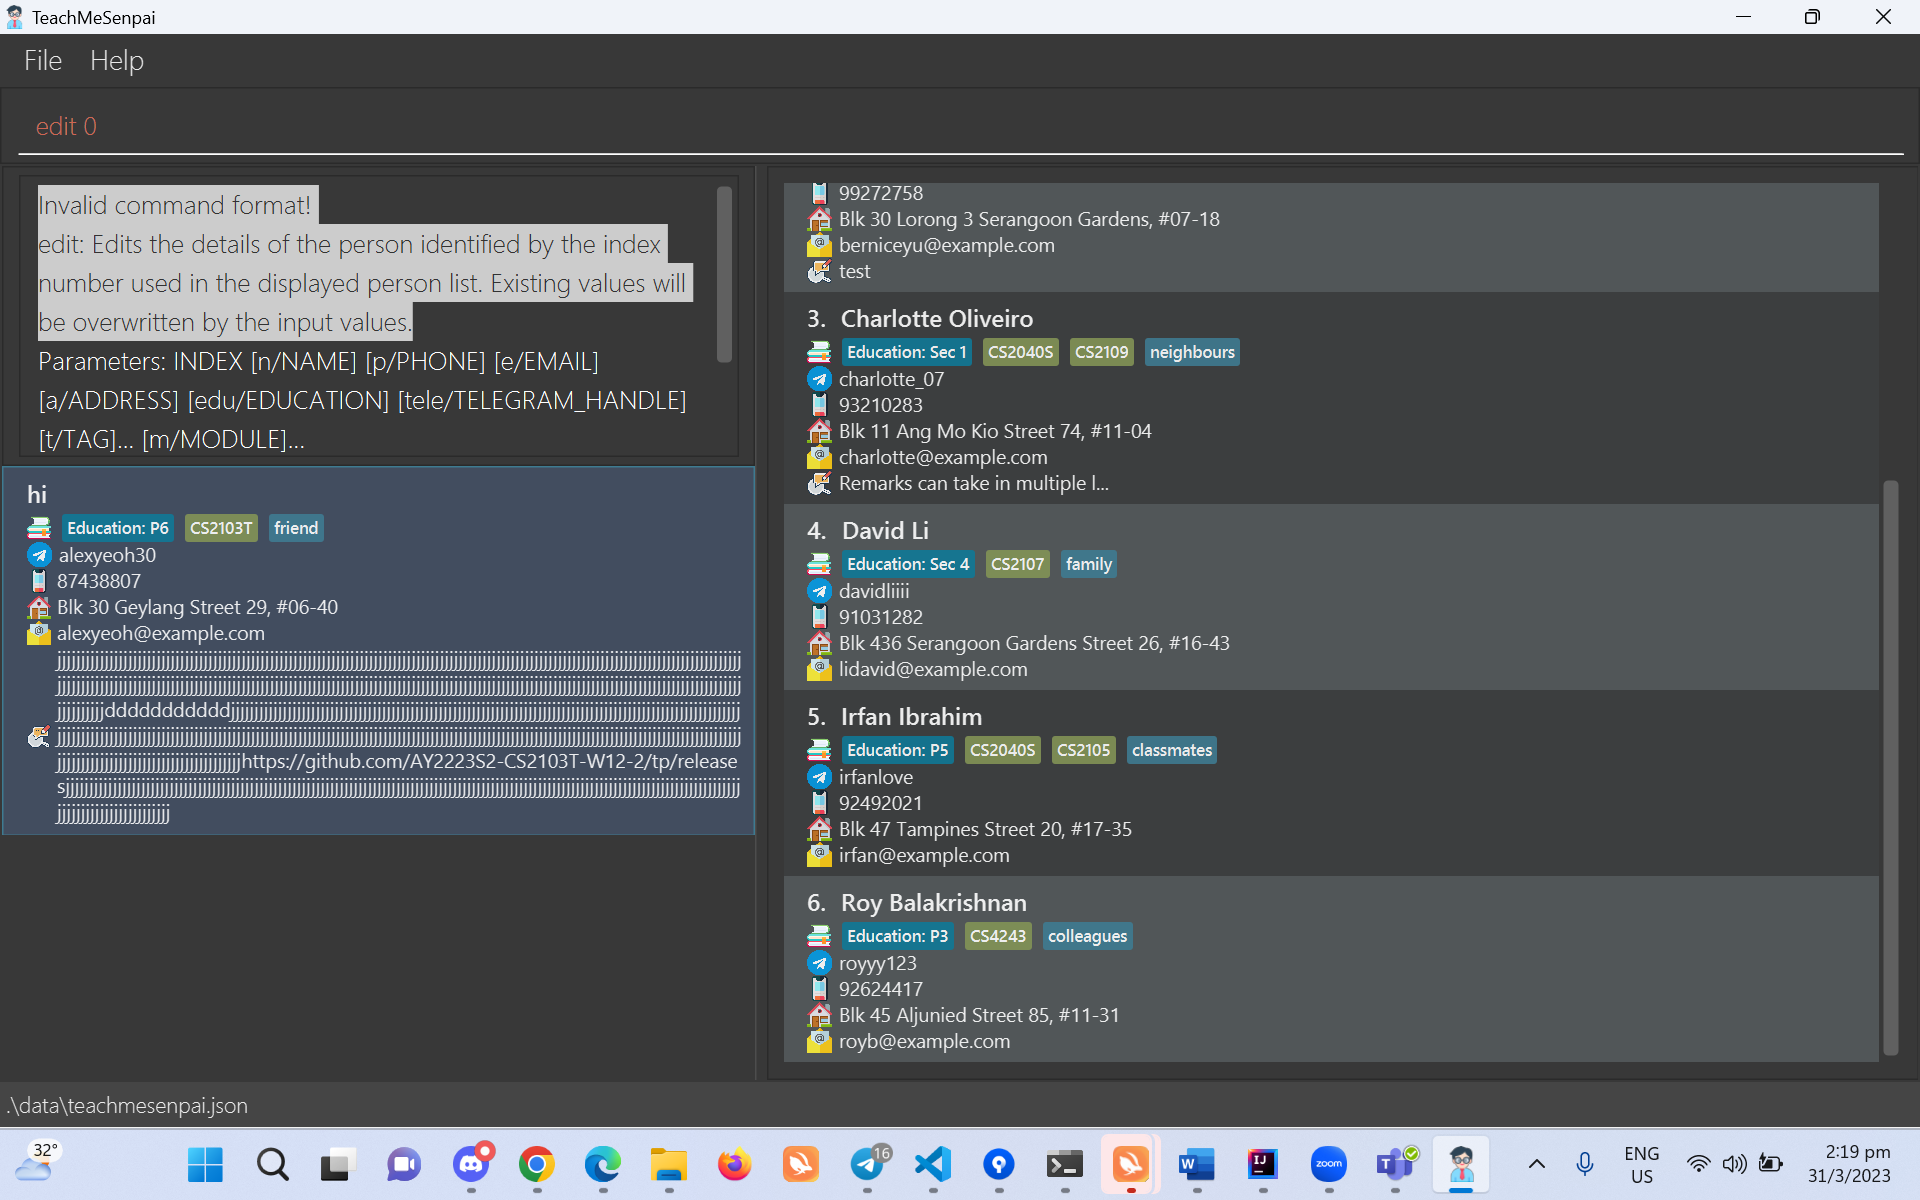 TeachMeSenpai
File Help
edit 0
Invalid command format!
edit: Edits the details of the person identified by the index
number used in the displayed person list. Existing values will
be overwritten by the input values.
Parameters: INDEX [n/NAME] [p/PHONE] [e/EMAIL]
[a/ADDRESS] [edu/EDUCATION] [tele/TELEGRAM_HANDLE]
[t/TAG]... [m/MODULE]...
hi
Education: P6 CS2103T friend
alexyeoh30
87438807
Blk 30 Geylang Street 29, #06-40
alexyeoh@example.com
ddddddddddd
https://github.com/AY2223S2-CS2103T-W12-2/tp/release
99272758
Blk 30 Lorong 3 Serangoon Gardens, #07-18
berniceyu@example.com
test
3. Charlotte Oliveiro
Education: Sec 1 CS2040S CS2109 neighbours
charlotte_07
93210283
Blk 11 Ang Mo Kio Street 74, #11-04
charlotte@example.com
Remarks can take in multiple l...
4. David Li
Education: Sec 4 CS2107 family
davidliiii
91031282
Blk 436 Serangoon Gardens Street 26, #16-43
lidavid@example.com
5. Irfan Ibrahim
Education: P5 CS2040S CS2105 classmates
irfanlove
92492021
Blk 47 Tampines Street 20, #17-35
irfan@example.com
6. Roy Balakrishnan
Education: P3 CS4243 colleagues
royyy123
92624417
Blk 45 Aljunied Street 85, #11-31
royb@example.com
.\data\teachmesenpai.json
32°
16
zoom
ENG
US
2:19 pm
31/3/2023